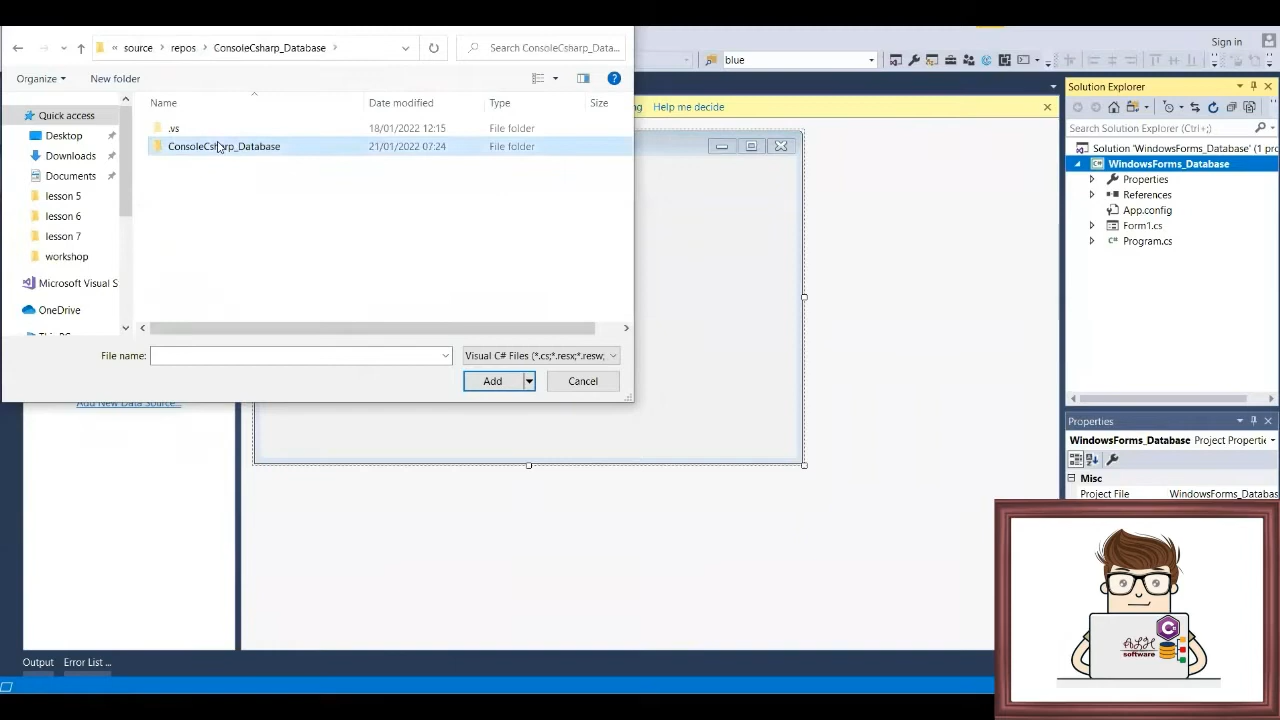 « source › repos › ConsoleCsharp_Database ›
Search ConsoleCsharp_Data...
Organize
New folder
Name
Date modified
Type
Size
.vs
18/01/2022 12:15
File folder
ConsoleCsharp_Database
21/01/2022 07:24
File folder
Quick access
Desktop
Downloads
Documents
lesson 5
lesson 6
lesson 7
workshop
Microsoft Visual S
OneDrive
File name:
Visual C# Files (*.cs;*.resx;*.resw;
Add
Cancel
Add New Data Source...
Output
Error List ...
blue
Sign in
Help me decide
Solution Explorer
Search Solution Explorer (Ctrl+;)
Solution 'WindowsForms_Database' (1 pro
WindowsForms_Database
Properties
References
App.config
Form1.cs
Program.cs
Properties
WindowsForms_Database Project Propertie
Misc
Project File
WindowsForms_Databas
ALH
software